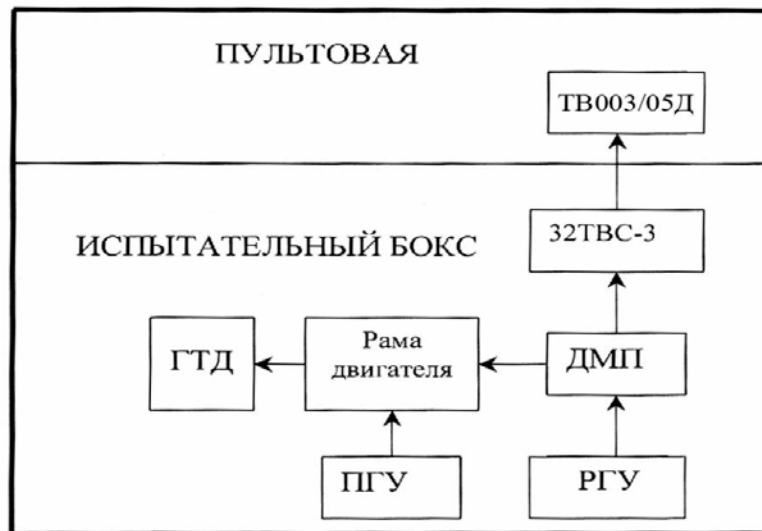 ПУЛЬТОВАЯ
ТВ003/05Д
ИСПЫТАТЕЛЬНЫЙ БОКС
32ТВС-3
ГТД
Рама
двигателя
ДМП
ПГУ
РГУ